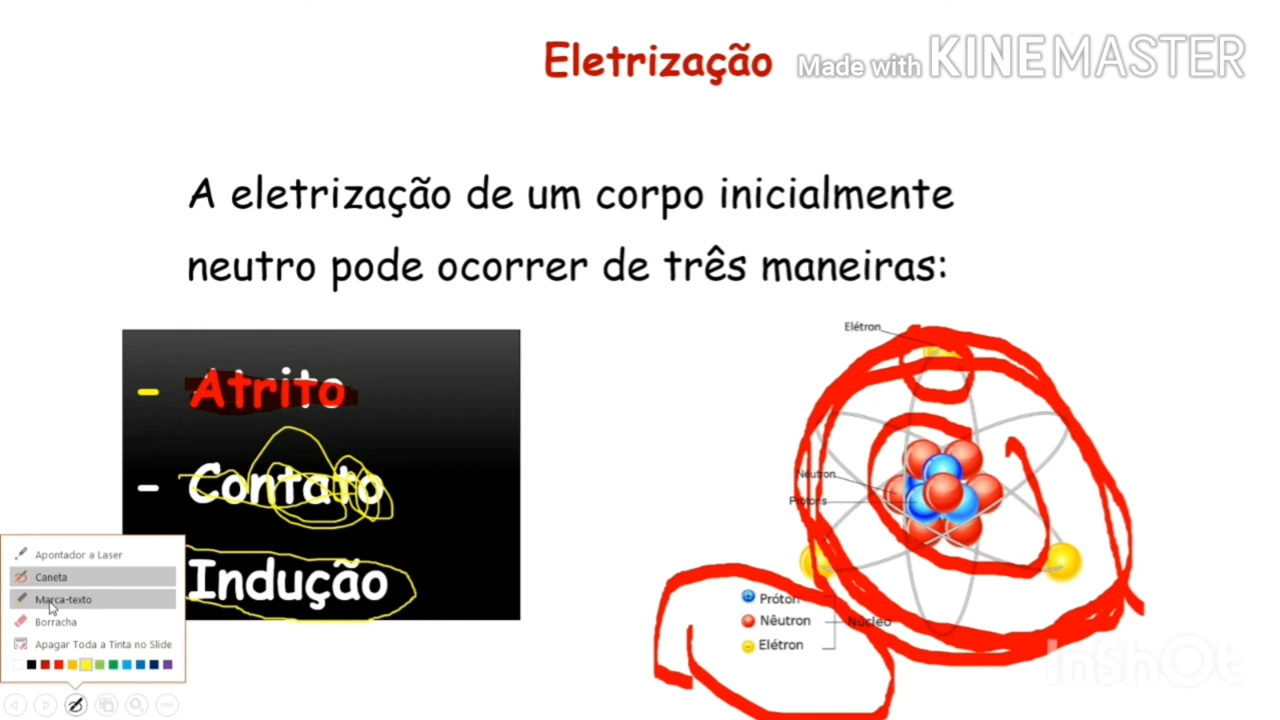 Eletrização
Made with KINEMASTER
A eletrização de um corpo inicialmente
neutro pode ocorrer de três maneiras:
- Atrito
- Contato
Indução
Elétron
Nêutron
Prótons
Próton
Nêutron
Núcleo
Elétron
Apontador a Laser
Caneta
Marca-texto
Borracha
Apagar Toda a Tinta no Slide
InShOt